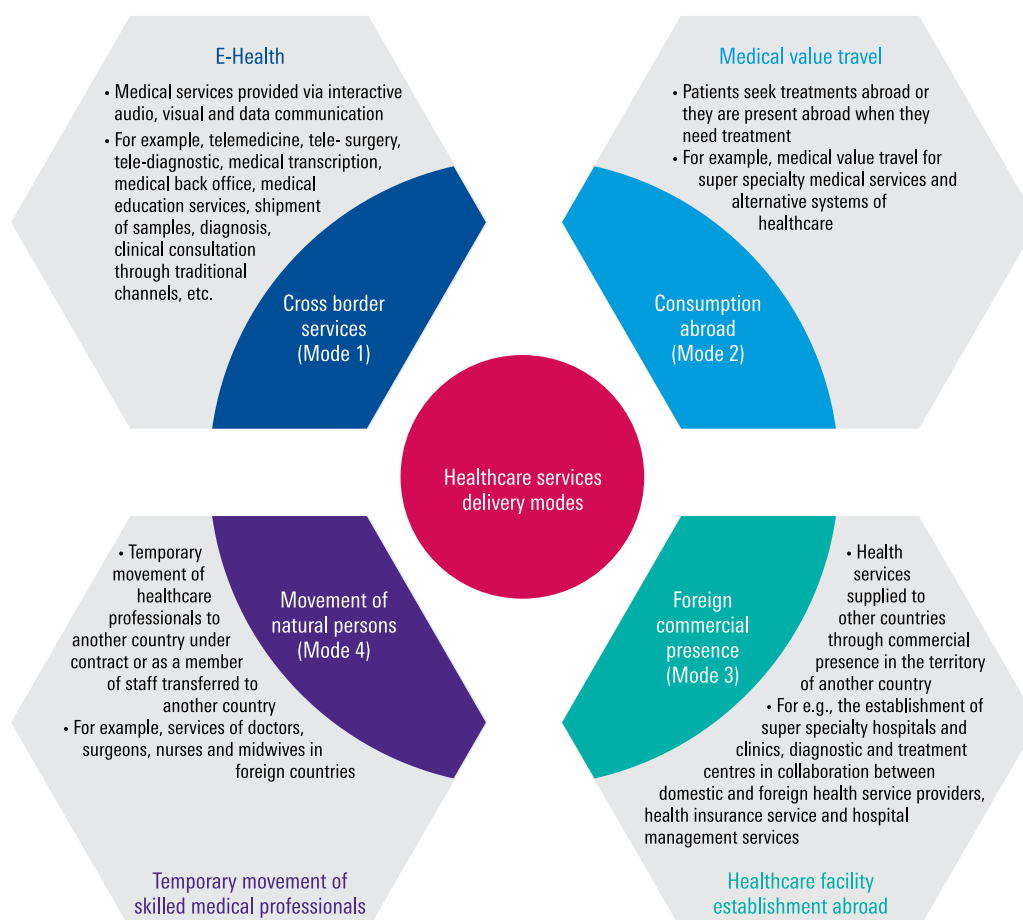 E-Health
• Medical services provided via interactive
audio, visual and data communication
• For example, telemedicine, tele- surgery,
tele-diagnostic, medical transcription,
medical back office, medical
education services, shipment
of samples, diagnosis,
clinical consultation
through traditional
channels, etc.
Cross border
services
(Mode 1)
Medical value travel
• Patients seek treatments abroad or
they are present abroad when they
need treatment
• For example, medical value travel for
super specialty medical services and
alternative systems of
healthcare
Consumption
abroad
(Mode 2)
Healthcare services
delivery modes
• Temporary
movement of
healthcare
professionals to
another country under
contract or as a member
of staff transferred to
another country
• For example, services of doctors,
surgeons, nurses and midwives in
foreign countries
Movement of
natural persons
(Mode 4)
Temporary movement of
skilled medical professionals
Foreign
commercial
presence
(Mode 3)
• Health
services
supplied to
other countries
through commercial
presence in the territory
of another country
• For e.g., the establishment of
super specialty hospitals and
clinics, diagnostic and treatment
centres in collaboration between
domestic and foreign health service providers,
health insurance service and hospital
management services
Healthcare facility
establishment abroad